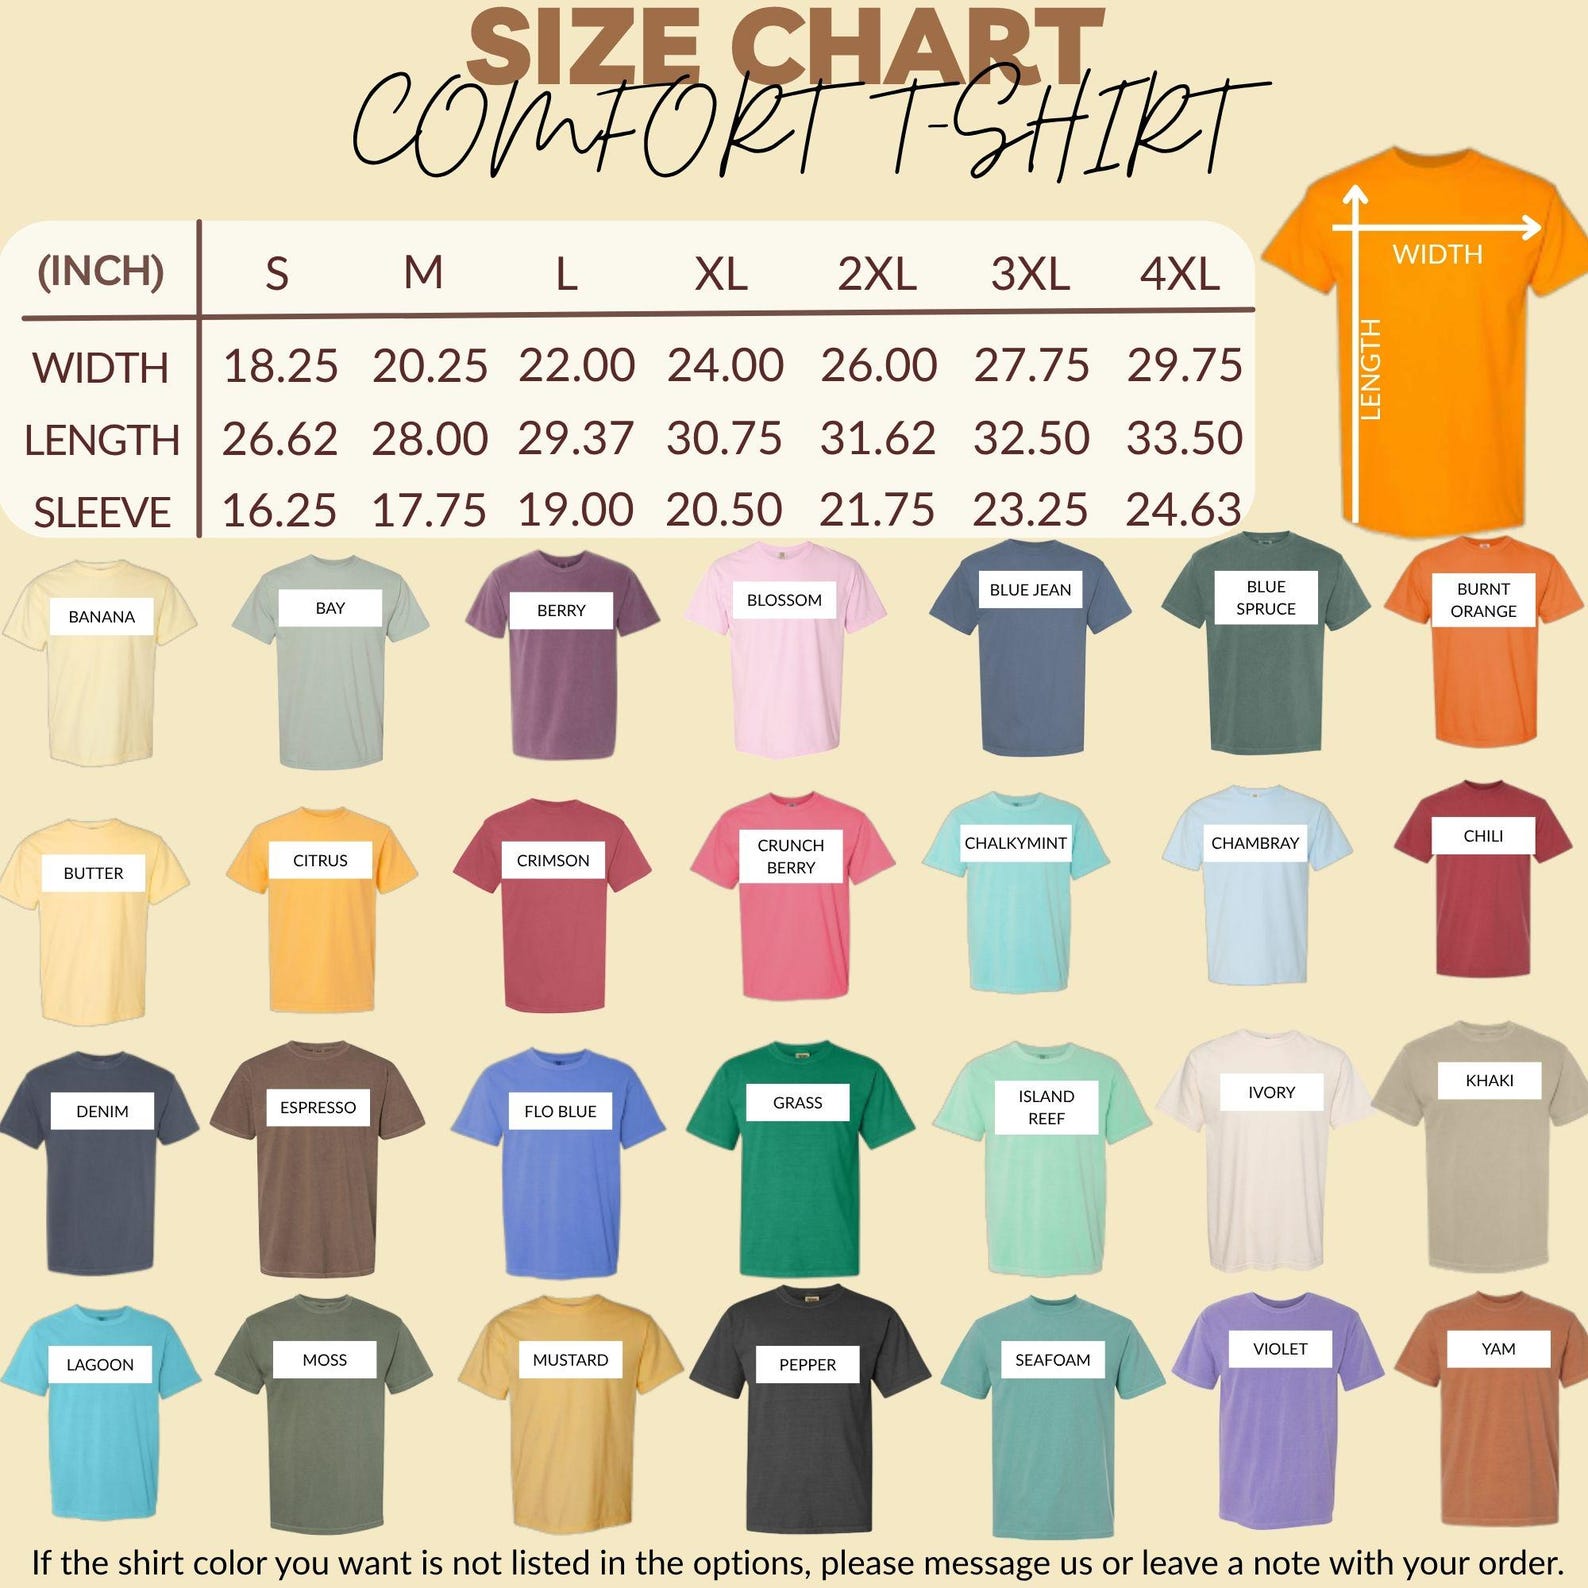 SIZE CHART
COMFORT T-SHIRT
(INCH) S M L XL 2XL 3XL 4XL
WIDTH 18.25 20.25 22.00 24.00 26.00 27.75 29.75
LENGTH 26.62 28.00 29.37 30.75 31.62 32.50 33.50
SLEEVE 16.25 17.75 19.00 20.50 21.75 23.25 24.63
WIDTH
LENGTH
BANANA
BAY
BERRY
BLOSSOM
BLUE JEAN
BLUE
SPRUCE
BURNT
ORANGE
BUTTER
CITRUS
CRIMSON
CRUNCH
BERRY
CHALKYMINT
CHAMBRAY
CHILI
DENIM
ESPRESSO
FLO BLUE
GRASS
ISLAND
REEF
IVORY
KHAKI
LAGOON
MOSS
MUSTARD
PEPPER
SEAFOAM
VIOLET
YAM
If the shirt color you want is not listed in the options, please message us or leave a note with your order.